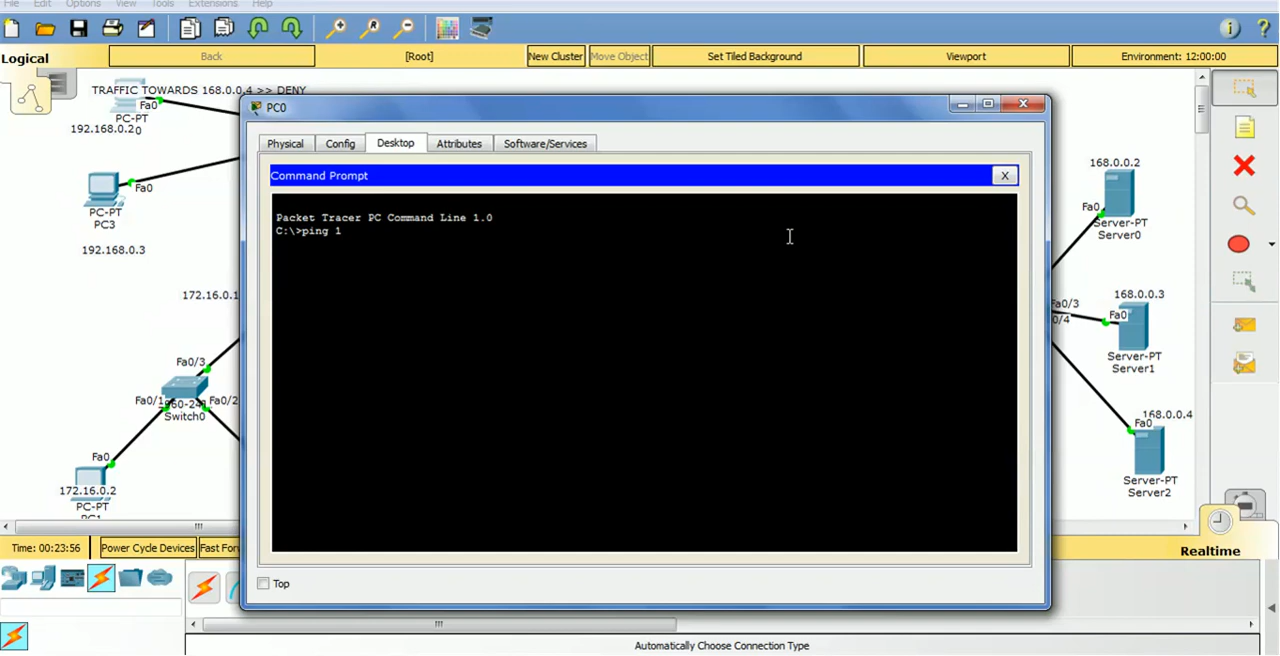 File Edit Options View Tools Extensions Help
Logical Back [Root] New Cluster Move Object Set Tiled Background Viewport Environment: 12:00:00
TRAFFIC TOWARDS 168.0.0.4 >> DENY
Fa0
PC-PT
192.168.0.2
Fa0
PC-PT
PC3
192.168.0.3
172.16.0.1
Fa0/3
Fa0/1
Fa0/2
Switch0
Fa0
172.16.0.2
PC-PT
PC1
PC0
Physical Config Desktop Attributes Software/Services
Command Prompt X
Packet Tracer PC Command Line 1.0
C:\>ping 1
Top
168.0.0.2
Fa0
Server-PT
Server0
168.0.0.3
Fa0/3
0/4
Fa0
Server-PT
Server1
168.0.0.4
Fa0
Server-PT
Server2
Time: 00:23:56 Power Cycle Devices Fast For
Realtime
Automatically Choose Connection Type